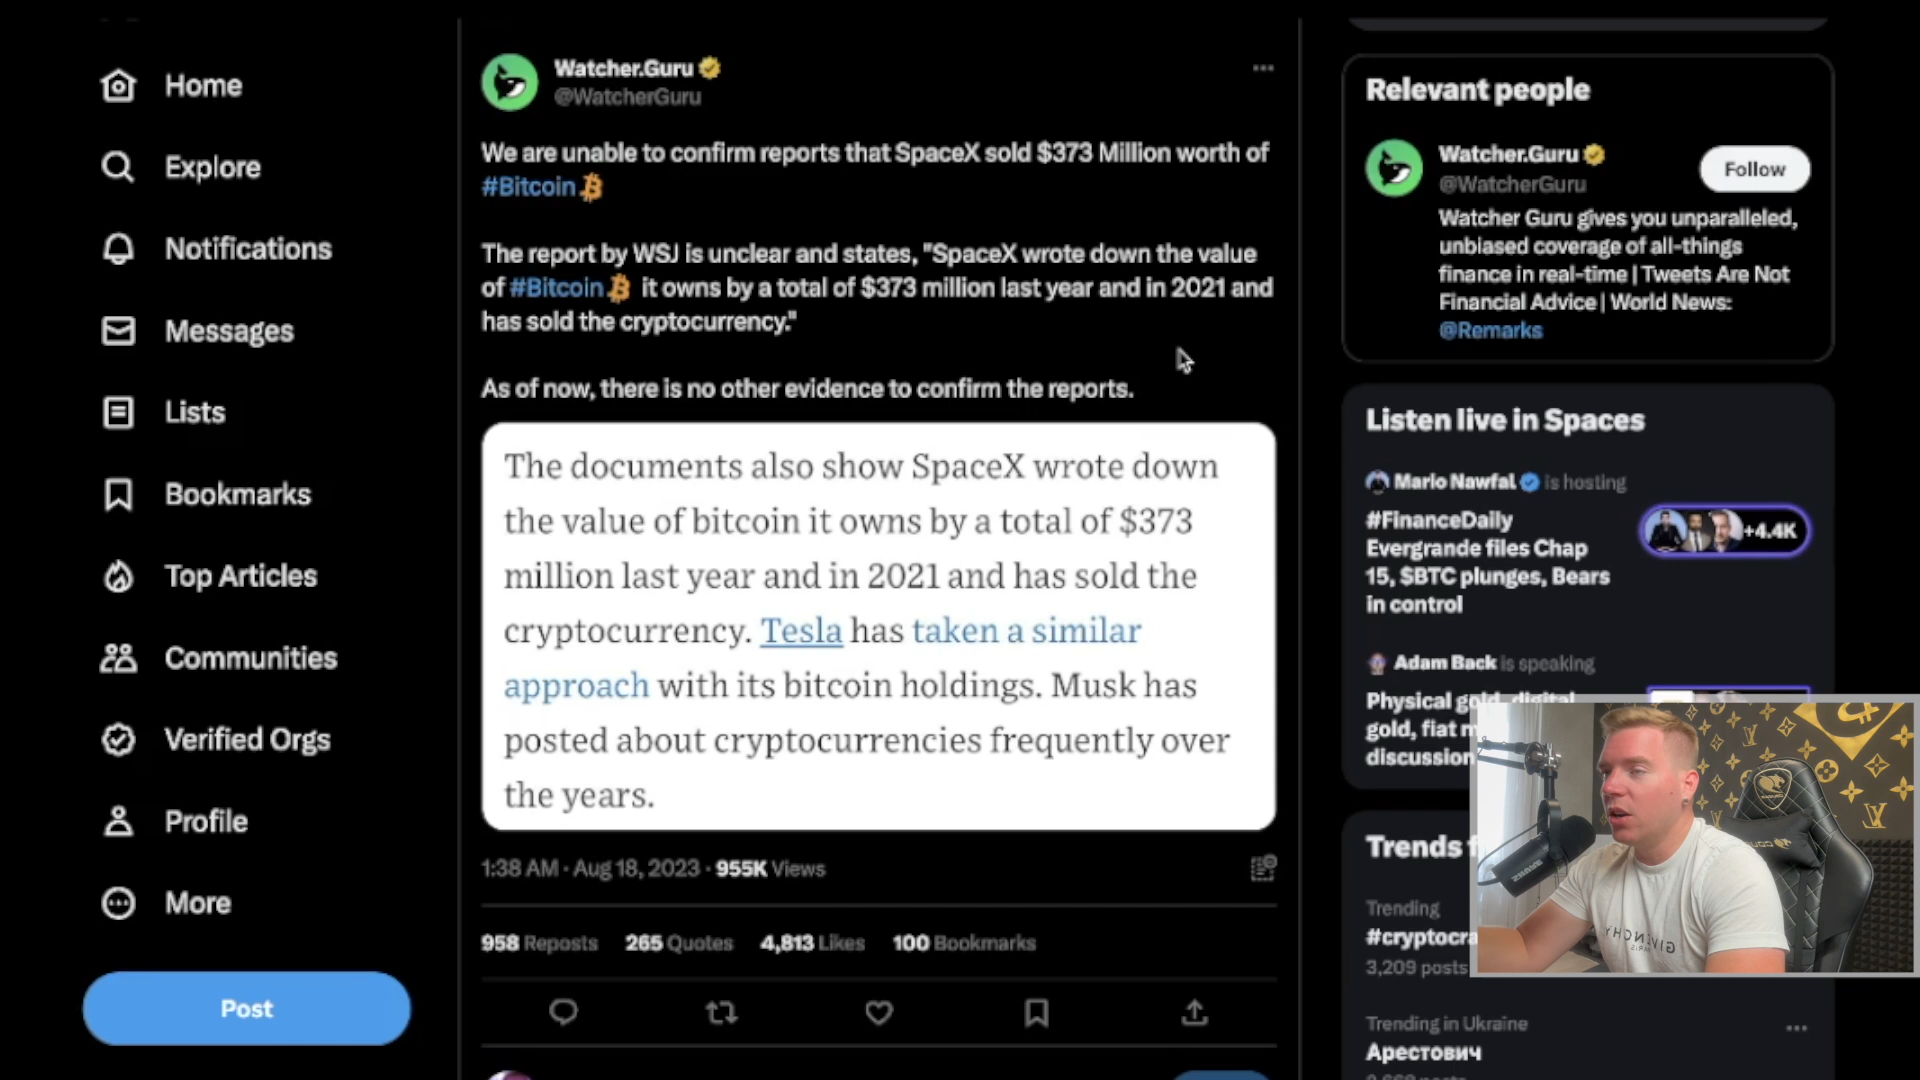 Home
Explore
Notifications
Messages
Lists
Bookmarks
Top Articles
Communities
Verified Orgs
Profile
More
Post
Watcher.Guru
@WatcherGuru
We are unable to confirm reports that SpaceX sold $373 Million worth of
#Bitcoin
The report by WSJ is unclear and states, "SpaceX wrote down the value
of #Bitcoin it owns by a total of $373 million last year and in 2021 and
has sold the cryptocurrency."
As of now, there is no other evidence to confirm the reports.
The documents also show SpaceX wrote down
the value of bitcoin it owns by a total of $373
million last year and in 2021 and has sold the
cryptocurrency. Tesla has taken a similar
approach with its bitcoin holdings. Musk has
posted about cryptocurrencies frequently over
the years.
1:38 AM · Aug 18, 2023 · 955K Views
958 Reposts 265 Quotes 4,813 Likes 100 Bookmarks
Relevant people
Watcher.Guru
@WatcherGuru
Follow
Watcher Guru gives you unparalleled,
unbiased coverage of all-things
finance in real-time | Tweets Are Not
Financial Advice | World News:
@Remarks
Listen live in Spaces
Mario Nawfal is hosting
#FinanceDaily
Evergrande files Chap
15, $BTC plunges, Bears
in control
+4.4K
Adam Back is speaking
Physical gold, digital
gold, fiat
discussion
Trends
Trending
3,209 posts
Trending in Ukraine
Арестович
GIVENCHY
PARIS